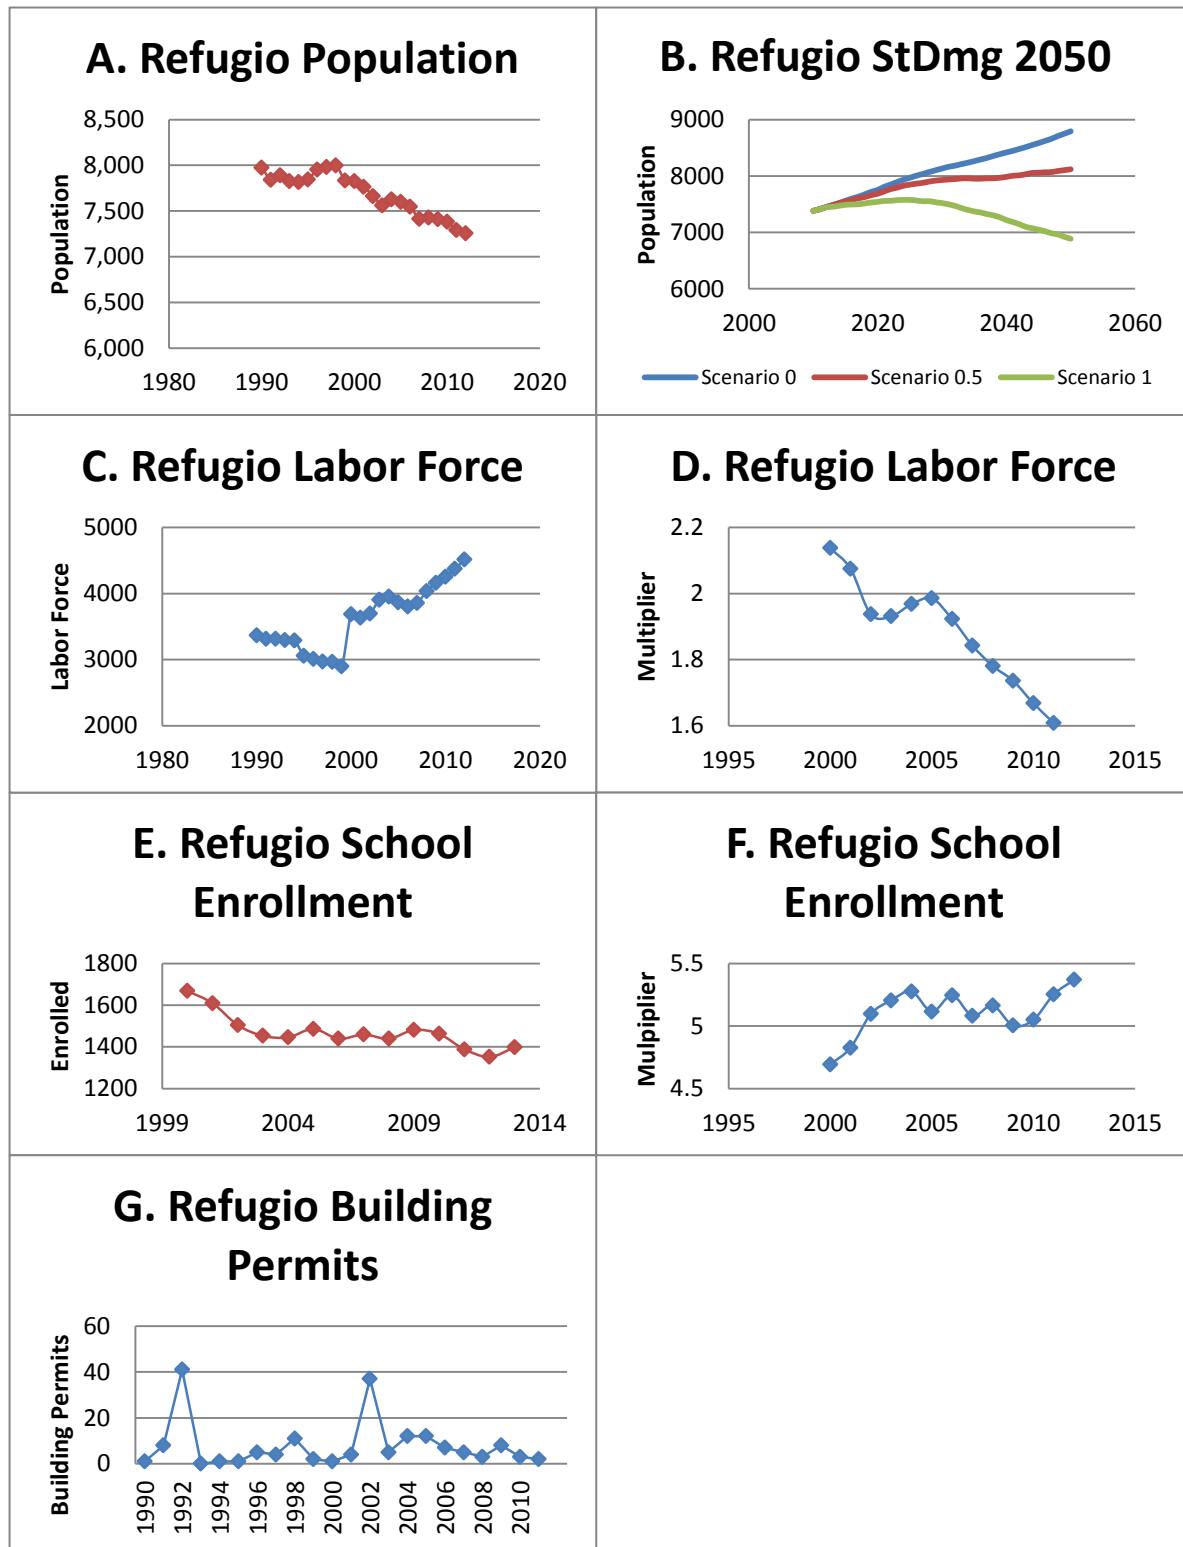 A. Refugio Population
Population
8,500
8,000
7,500
7,000
6,500
6,000
1980 1990 2000 2010 2020
B. Refugio StDmg 2050
Population
9000
8000
7000
6000
2000 2020 2040 2060
Scenario 0 Scenario 0.5 Scenario 1
C. Refugio Labor Force
Labor Force
5000
4000
3000
2000
1980 1990 2000 2010 2020
D. Refugio Labor Force
Multiplier
2.2
2
1.8
1.6
1995 2000 2005 2010 2015
E. Refugio School
Enrollment
Enrolled
1800
1600
1400
1200
1999 2004 2009 2014
F. Refugio School
Enrollment
Mulpiplier
5.5
5
4.5
1995 2000 2005 2010 2015
G. Refugio Building
Permits
Building Permits
60
40
20
0
1990 1992 1994 1996 1998 2000 2002 2004 2006 2008 2010